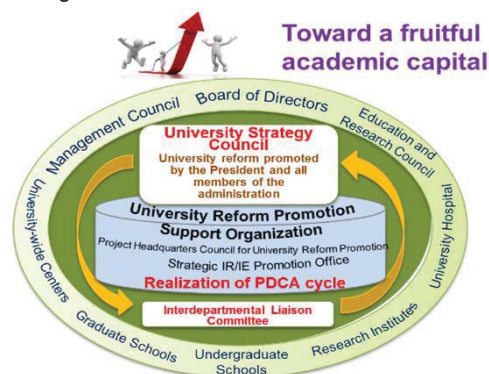 Toward a fruitful
academic capital
Management Council
Board of Directors
Education and
Research Council
University Strategy
Council
University reform promoted
by the President and all
members of the
administration
University Reform Promotion
Support Organization
Project Headquarters Council for University Reform Promotion
Strategic IR/IE Promotion Office
Realization of PDCA cycle
Interdepartmental Liaison
Committee
University-wide Centers
University Hospital
Graduate Schools
Undergraduate
Schools
Research Institutes